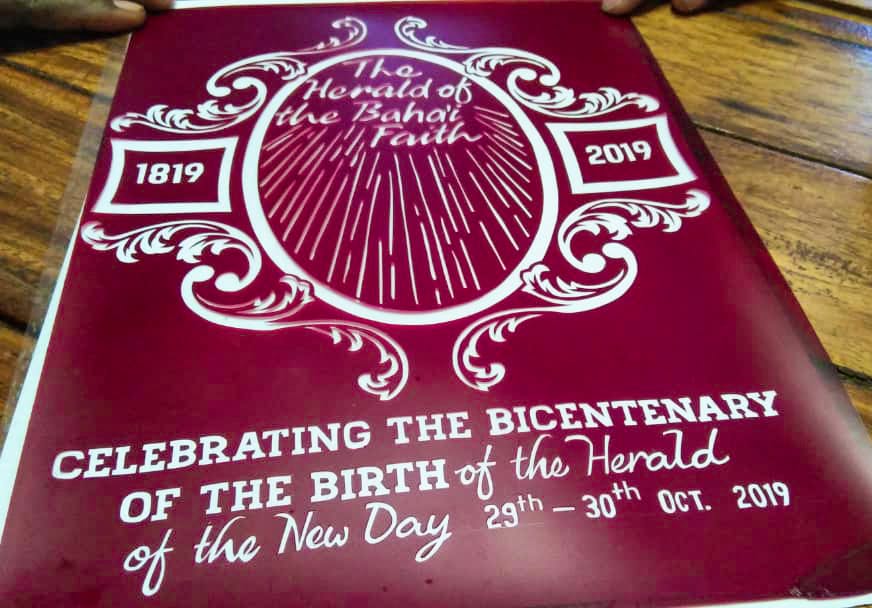 The
Herald of
the Bahá'í
Faith
1819
2019
CELEBRATING THE BICENTENARY
OF THE BIRTH of the Herald
of the New Day 29th – 30th OCT. 2019